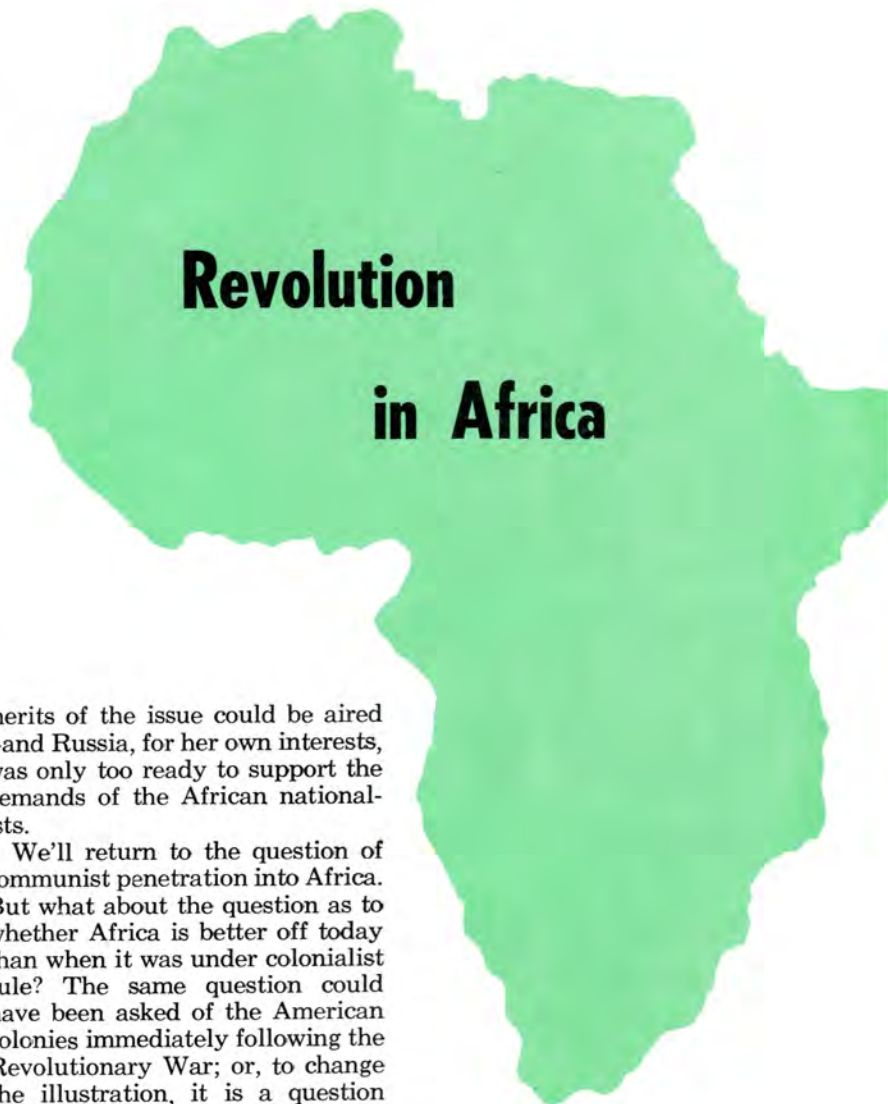 Revolution
in Africa
merits of the issue could be aired
-and Russia, for her own interests,
was only too ready to support the
emands of the African national-
sts.
We'll return to the question of
ommunist penetration into Africa.
But what about the question as to
whether Africa is better off today
han when it was under colonialist
ule? The same question could
have been asked of the American
olonies immediately following the
Revolutionary War; or, to change
he illustration, it is a question